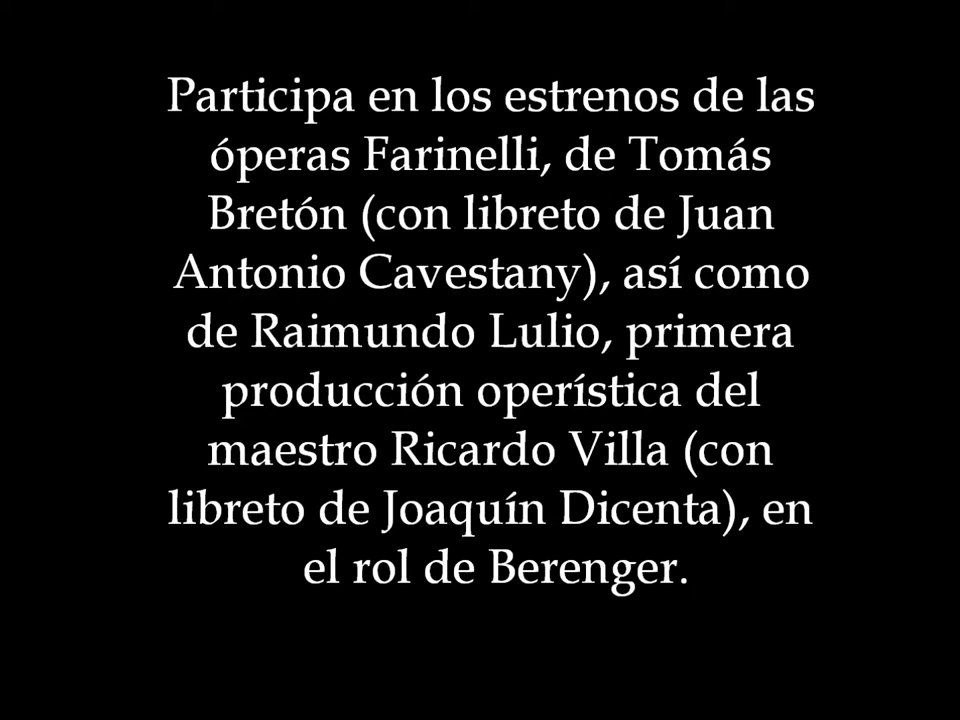 Participa en los estrenos de las
óperas Farinelli, de Tomás
Bretón (con libreto de Juan
Antonio Cavestany), así como
de Raimundo Lulio, primera
producción operística del
maestro Ricardo Villa (con
libreto de Joaquín Dicenta), en
el rol de Berenger.